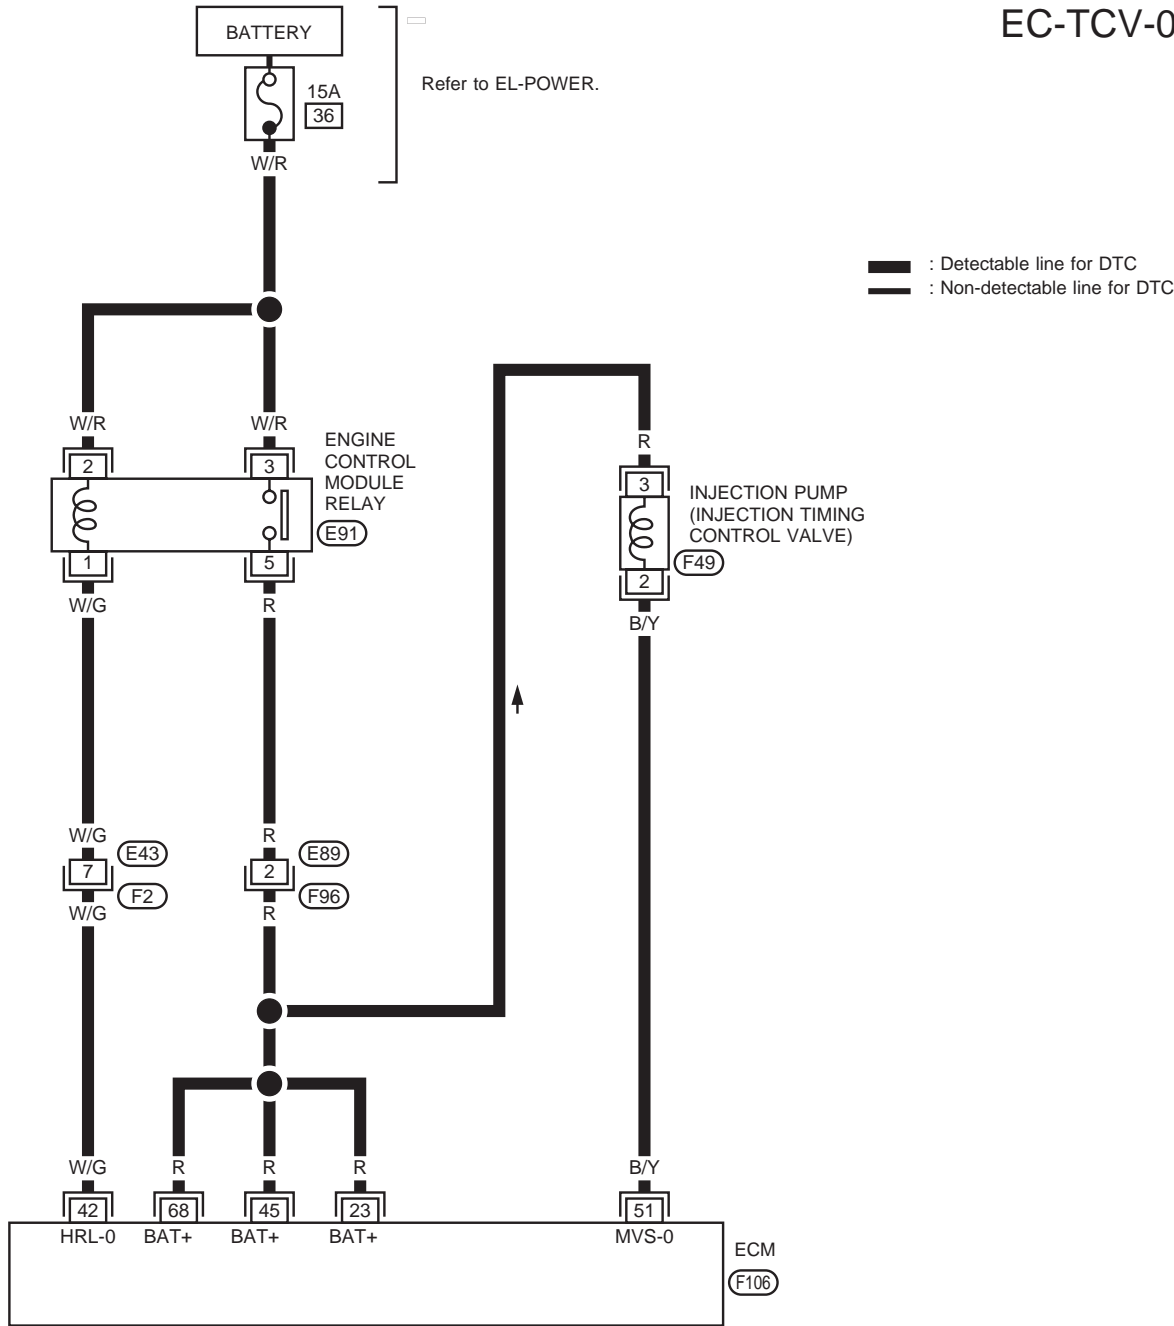 EC-TCV-0
BATTERY
15A
36
Refer to EL-POWER.
W/R
: Detectable line for DTC
: Non-detectable line for DTC
W/R
W/R
2
3
ENGINE
CONTROL
MODULE
RELAY
E91
1
5
W/G
R
R
3
INJECTION PUMP
(INJECTION TIMING
CONTROL VALVE)
F49
2
B/Y
W/G
R
E43
E89
7
2
F2
F96
W/G
R
W/G
R
R
R
B/Y
42
68
45
23
51
HRL-0
BAT+
BAT+
BAT+
MVS-0
ECM
F106